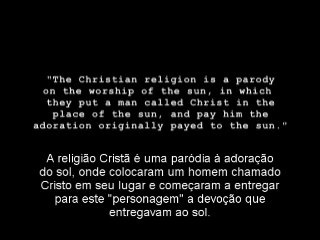 "The Christian religion is a parody
on the worship of the sun, in which
they put a man called Christ in the
place of the sun, and pay him the
adoration originally payed to the sun."
A religião Cristã é uma paródia á adoração
do sol, onde colocaram um homem chamado
Cristo em seu lugar e começaram a entregar
para este "personagem" a devoção que
entregavam ao sol.